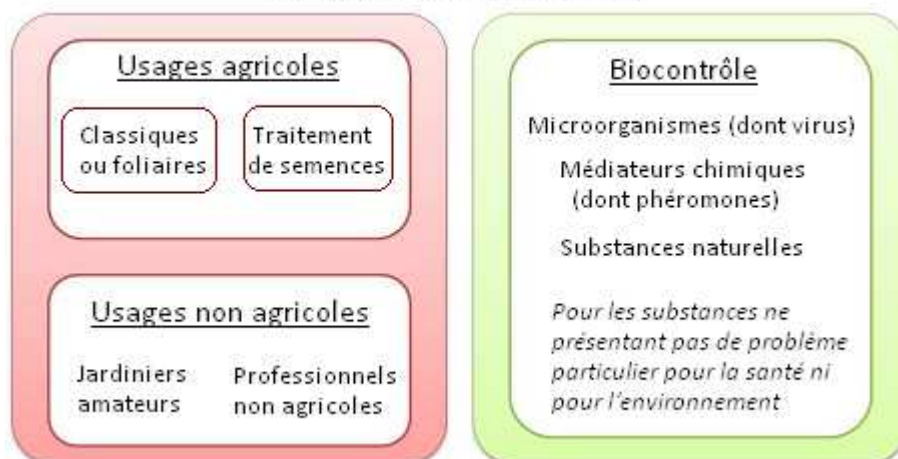 Usages agricoles
Classiques
ou foliaires
Traitement
de semences
Usages non agricoles
Jardiniers
amateurs
Professionnels
non agricoles
Biocontrôle
Microorganismes (dont virus)
Médiateurs chimiques
(dont phéromones)
Substances naturelles
Pour les substances ne
présentant pas de problème
particulier pour la santé ni
pour l'environnement